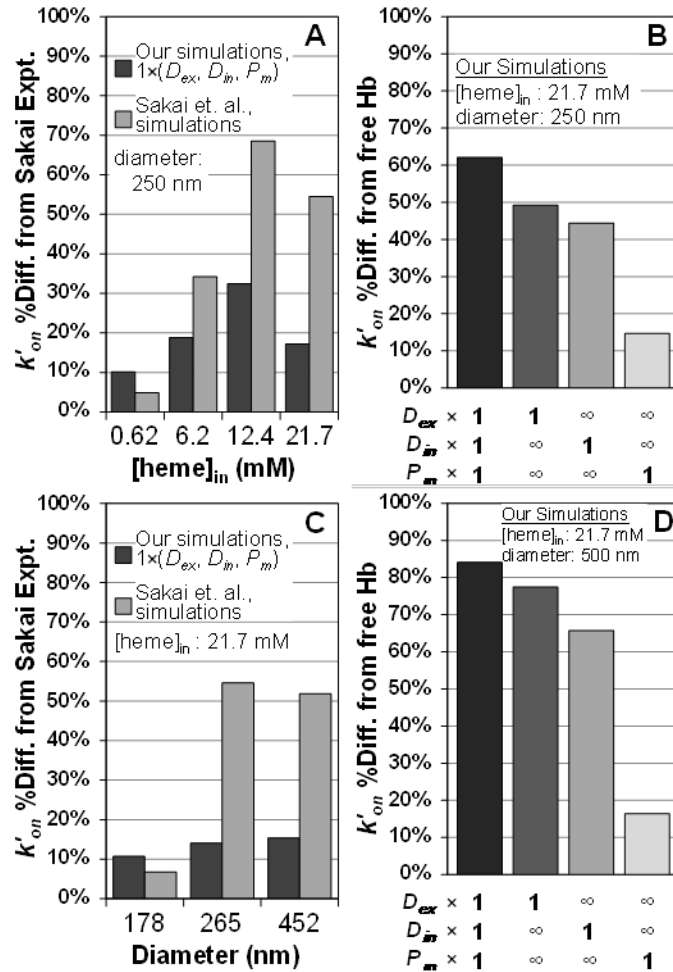 A
k'on %Diff. from Sakai Expt.
100%
90%
80%
70%
60%
50%
40%
30%
20%
10%
0%
Our simulations,
1×(Dex, Din, Pm)
Sakai et. al.,
simulations
diameter:
250 nm
0.62 6.2 12.4 21.7
[heme]in (mM)
B
k'on %Diff. from free Hb
100%
90%
80%
70%
60%
50%
40%
30%
20%
10%
0%
Our Simulations
[heme]in : 21.7 mM
diameter: 250 nm
Dex × 1 1 ∞ ∞
Din × 1 ∞ 1 ∞
Pm × 1 ∞ ∞ 1
C
k'on %Diff. from Sakai Expt.
100%
90%
80%
70%
60%
50%
40%
30%
20%
10%
0%
Our simulations,
1×(Dex, Din, Pm)
Sakai et al.,
simulations
[heme]in : 21.7 mM
178 265 452
Diameter (nm)
D
k'on %Diff. from free Hb
100%
90%
80%
70%
60%
50%
40%
30%
20%
10%
0%
Our Simulations
[heme]in: 21.7 mM
diameter: 500 nm
Dex × 1 1 ∞ ∞
Din × 1 ∞ 1 ∞
Pm × 1 ∞ ∞ 1